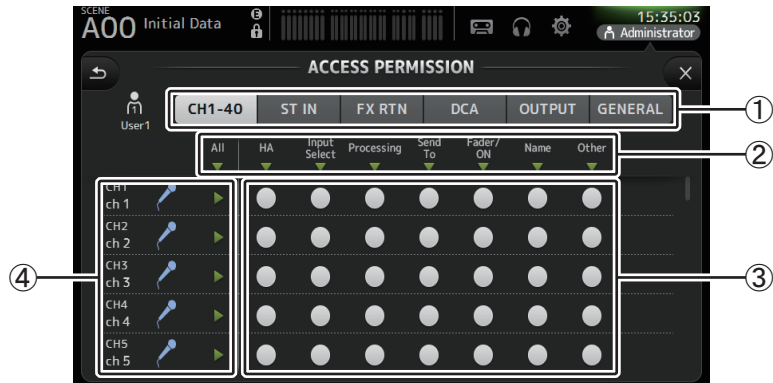 SCENE
A00 Initial Data
E
15:35:03
Administrator
ACCESS PERMISSION
1
User1
CH1-40 ST IN FX RTN DCA OUTPUT GENERAL
①
All HA Input Select Processing Send To Fader/ON Name Other
②
CH1
ch 1
CH2
ch 2
CH3
ch 3
④
③
CH4
ch 4
CH5
ch 5